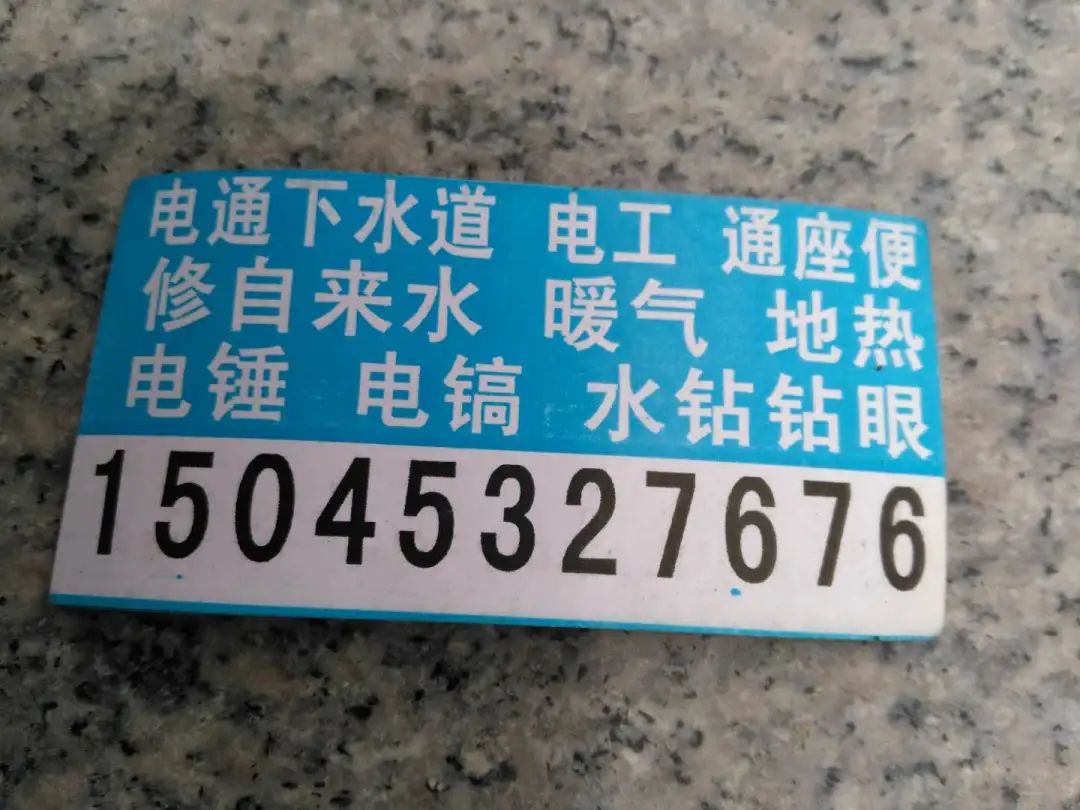 电通下水道 电工 通座便
修自来水 暖气 地热
电锤 电镐 水钻钻眼
15045327676